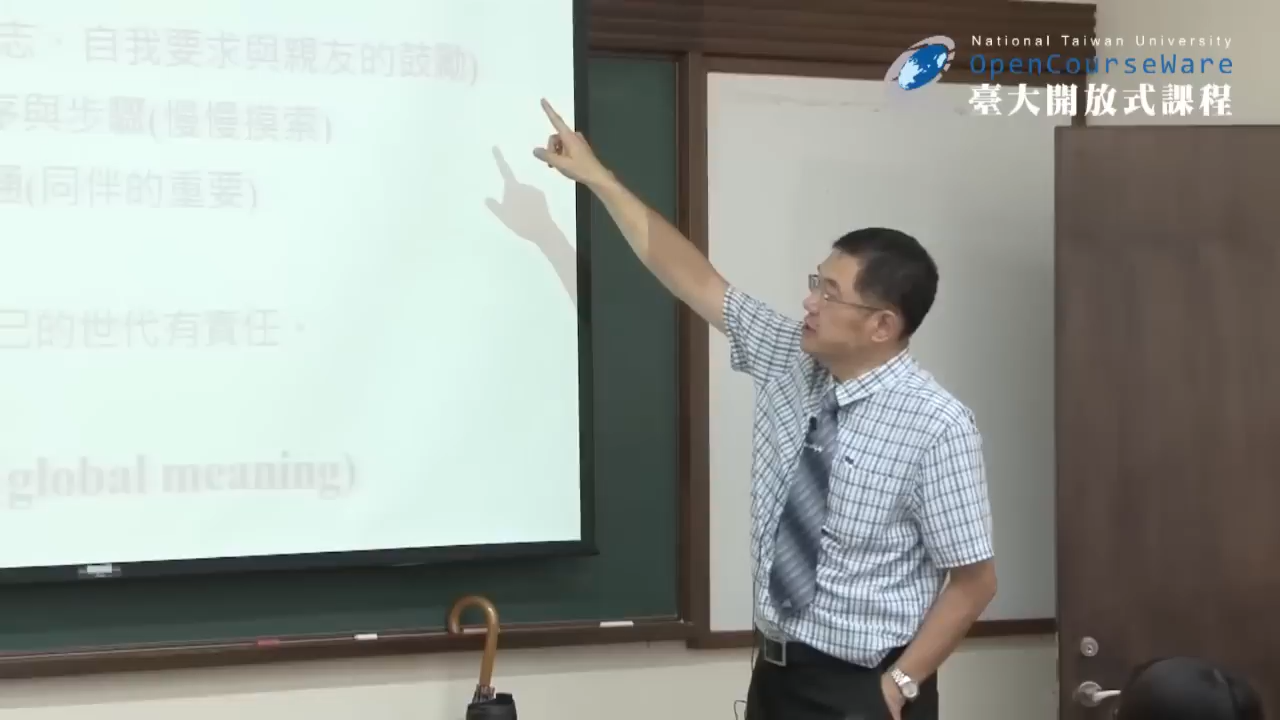 志．自我要求與親友的鼓勵)
序與步驟(慢慢摸索)
(同伴的重要)
己的世代有責任．
global meaning)
National Taiwan University
OpenCourseWare
臺大開放式課程